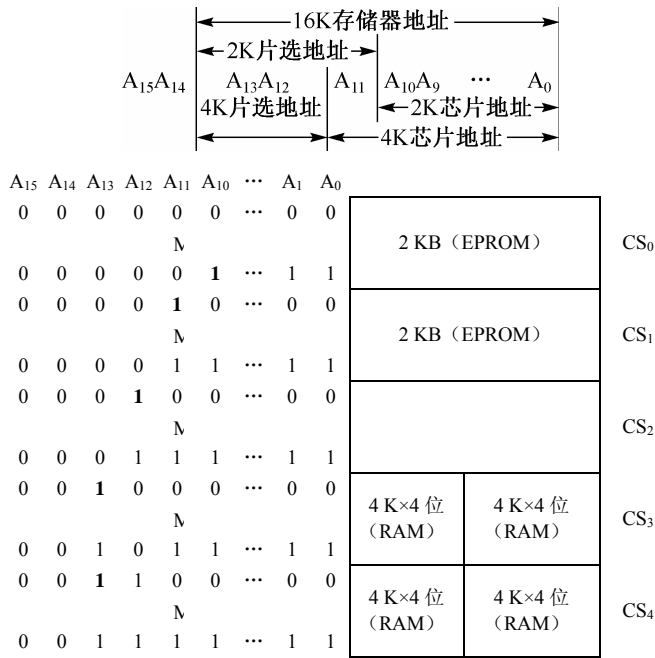 16K存储器地址
2K片选地址
A₁₅A₁₄ A₁₃A₁₂ A₁₁ A₁₀A₉ ··· A₀
4K片选地址 2K芯片地址
4K芯片地址
A₁₅ A₁₄ A₁₃ A₁₂ A₁₁ A₁₀ ··· A₁ A₀
0 0 0 0 0 0 ··· 0 0
M
2 KB（EPROM） CS₀
0 0 0 0 0 1 ··· 1 1
0 0 0 0 1 0 ··· 0 0
M
2 KB（EPROM） CS₁
0 0 0 0 1 1 ··· 1 1
0 0 0 1 0 0 ··· 0 0
M
CS₂
0 0 0 1 1 1 ··· 1 1
0 0 1 0 0 0 ··· 0 0
4 K×4 位 4 K×4 位
M
CS₃
（RAM） （RAM）
0 0 1 0 1 1 ··· 1 1
0 0 1 1 0 0 ··· 0 0
4 K×4 位 4 K×4 位
M
CS₄
（RAM） （RAM）
0 0 1 1 1 1 ··· 1 1